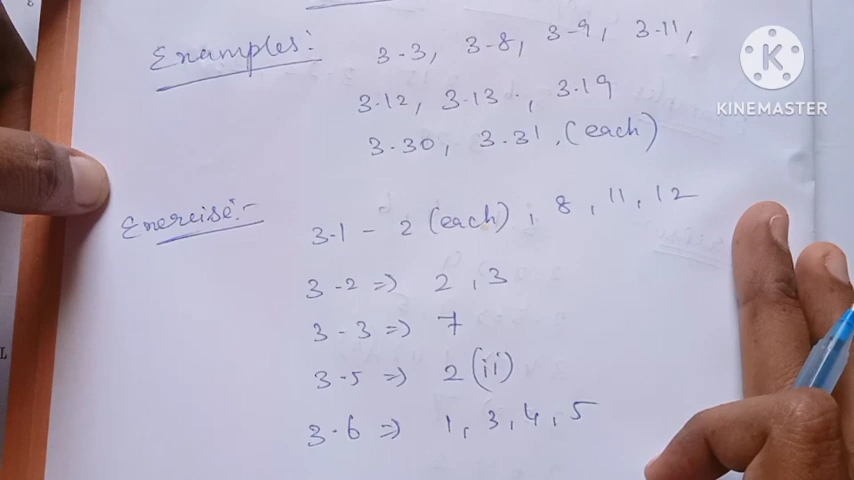 Examples: 3.3, 3.8, 3.9, 3.11,
3.12, 3.13., 3.19
3.30, 3.31, (each)
Exercise:- 3.1 - 2 (each), 8, 11, 12
3.2 => 2, 3
3.3 => 7
3.5 => 2 (ii)
3.6 => 1, 3, 4, 5
KINEMASTER